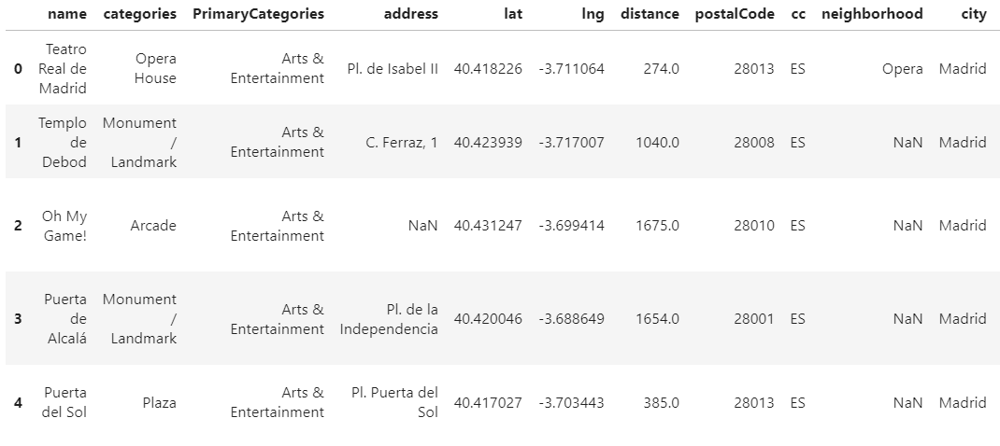 name categories PrimaryCategories address lat lng distance postalCode cc neighborhood city
Teatro
Real de
Madrid
Opera
House
Arts &
Entertainment
0 Pl. de Isabel II 40.418226 -3.711064 274.0 28013 ES Opera Madrid
Templo
de
Debod
Monument
/
Landmark
Arts &
Entertainment
1 C. Ferraz, 1 40.423939 -3.717007 1040.0 28008 ES NaN Madrid
Oh My
Game!
2 Arcade
Arts &
Entertainment
NaN 40.431247 -3.699414 1675.0 28010 ES NaN Madrid
Puerta
de
Alcalá
Monument
/
Landmark
Arts &
Entertainment
Pl. de la
Independencia
3 40.420046 -3.688649 1654.0 28001 ES NaN Madrid
Puerta
del Sol
4 Plaza
Arts &
Entertainment
Pl. Puerta del
Sol
40.417027 -3.703443 385.0 28013 ES NaN Madrid